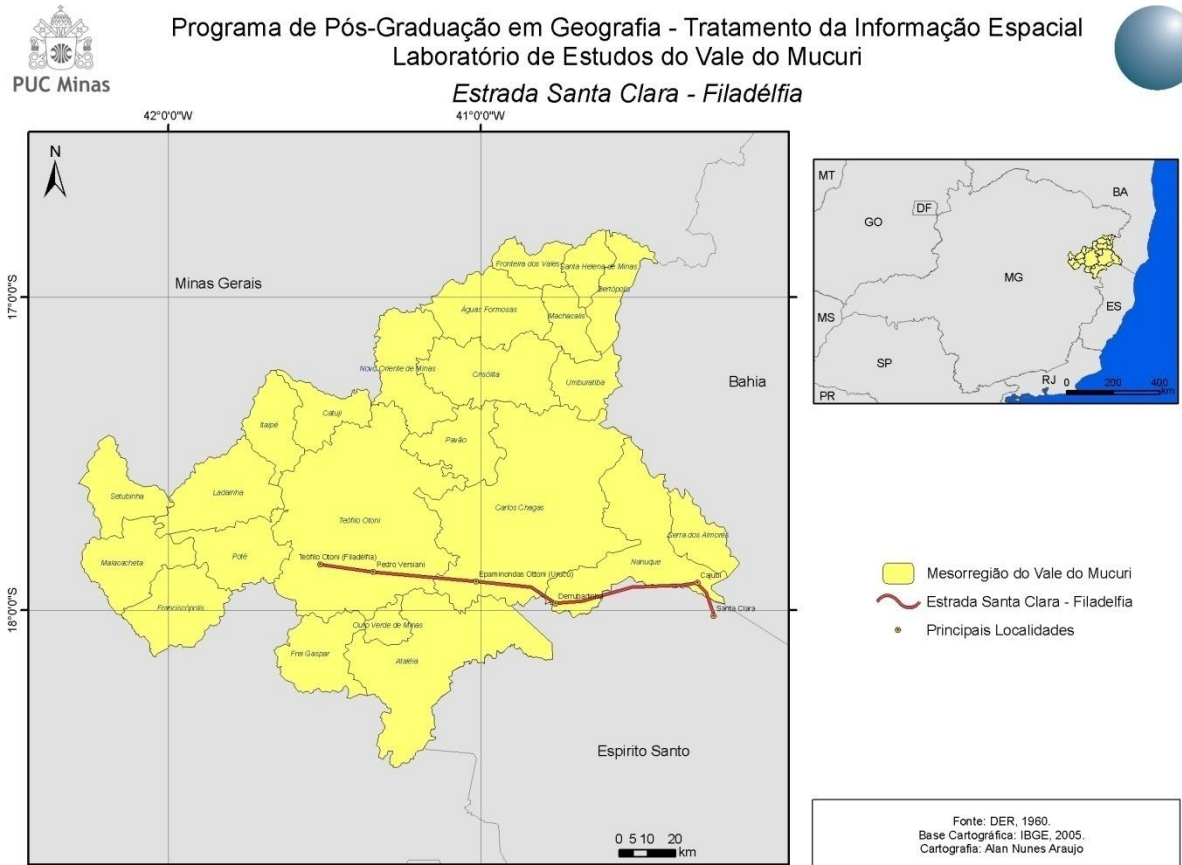 PUC Minas
Programa de Pós-Graduação em Geografia - Tratamento da Informação Espacial
Laboratório de Estudos do Vale do Mucuri
Estrada Santa Clara - Filadélfia
42°0'0"W
41°0'0"W
N
Minas Gerais
17°0'0"S
18°0'0"S
Fronteira dos Vales
Santa Helena de Minas
Bertópolis
Águas Formosas
Machacalis
Novo Oriente de Minas
Crisólita
Umburatiba
Bahia
Itaipé
Catuji
Pavão
Setubinha
Ladainha
Teófilo Otoni
Carlos Chagas
Serra dos Aimores
Malacacheta
Poté
Nanuque
Teófilo Otoni (Filadélfia)
Pedro Versiani
Epaminondas Ottoni (Urucú)
Cajubi
Derrubadinha
Santa Clara
Franciscópolis
Ouro Verde de Minas
Frei Gaspar
Ataléia
Espirito Santo
0 5 10 20
km
MT
BA
DF
GO
MG
MS
ES
SP
RJ
PR
0 200 400
km
Mesorregião do Vale do Mucuri
Estrada Santa Clara - Filadelfia
Principais Localidades
Fonte: DER, 1960.
Base Cartográfica: IBGE, 2005.
Cartografia: Alan Nunes Araujo